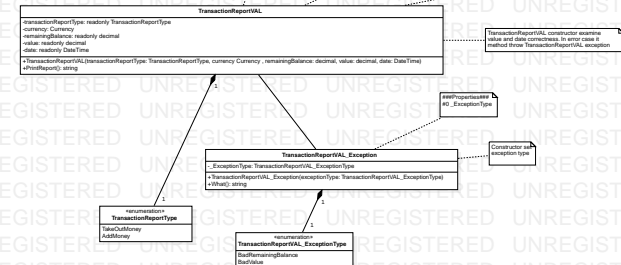 TransactionReportVAL
-transactionReportType: readonly TransactionReportType
-currency: Currency
-remainingBalance: readonly decimal
-value: readonly decimal
-date: readonly DateTime
+TransactionReportVAL(transactionReportType: TransactionReportType, currency Currency , remainingBalance: decimal, value: decimal, date: DateTime)
+PrintReport(): string
TransactionReportVAL constructor examine
value and date correctness. In error case it
method throw TransactionReportVAL exception
1
###Properties###
#0 _ExceptionType
Constructor set
exception type
TransactionReportVAL_Exception
-_ExceptionType: TransactionReportVAL_ExceptionType
+TransactionReportVAL_Exception(exceptionType: TransactionReportVAL_ExceptionType)
+What(): string
1
1
«enumeration»
TransactionReportType
TakeOutMoney
AddMoney
1
«enumeration»
TransactionReportVAL_ExceptionType
BadRemainingBalance
BadValue
UNREGISTERED